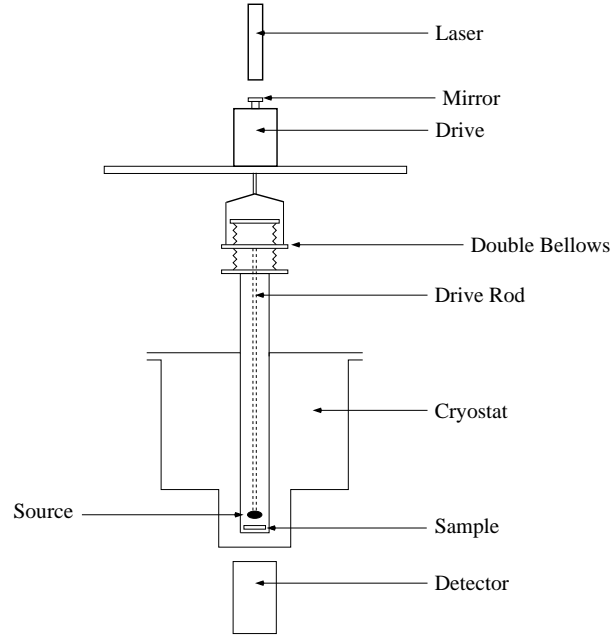 Laser
Mirror
Drive
Double Bellows
Drive Rod
Cryostat
Source
Sample
Detector